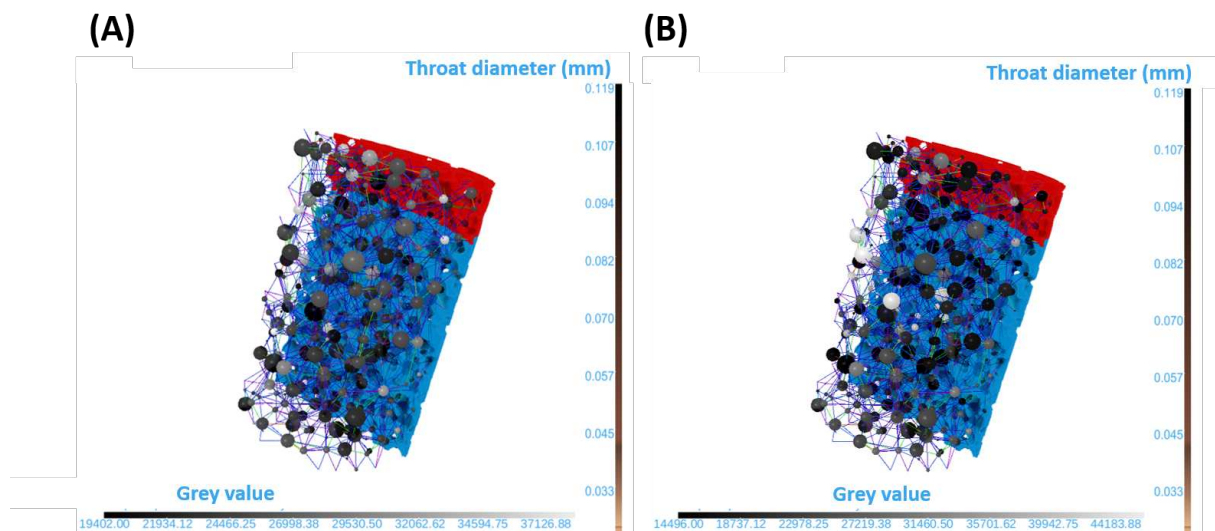 (A)
Throat diameter (mm)
0.119
0.107
0.094
0.082
0.070
0.057
0.045
0.033
Grey value
19402.00 21934.12 24466.25 26998.38 29530.50 32062.62 34594.75 37126.88
(B)
Throat diameter (mm)
0.119
0.107
0.094
0.082
0.070
0.057
0.045
0.033
Grey value
14496.00 18737.12 22978.25 27219.38 31460.50 35701.62 39942.75 44183.88